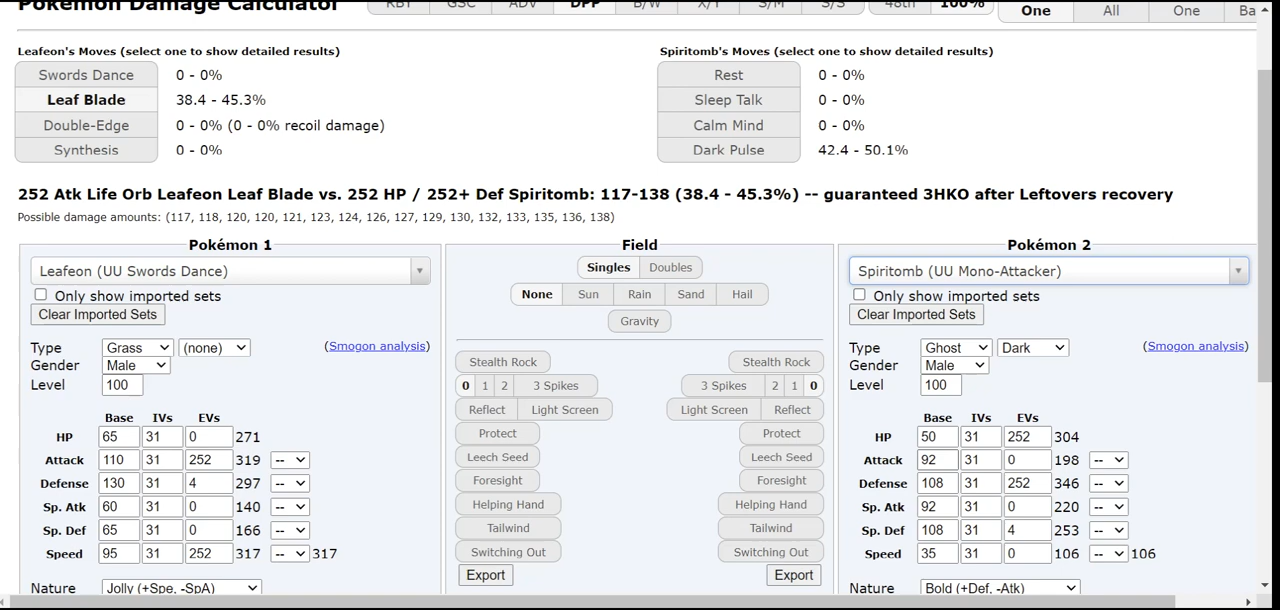 Pokémon Damage Calculator RBY GSC ADV DPP B/W X/Y S/M S/S 48th 100% One All One Ba
Leafeon's Moves (select one to show detailed results) Spiritomb's Moves (select one to show detailed results)
Swords Dance 0 - 0% Rest 0 - 0%
Leaf Blade 38.4 - 45.3% Sleep Talk 0 - 0%
Double-Edge 0 - 0% (0 - 0% recoil damage) Calm Mind 0 - 0%
Synthesis 0 - 0% Dark Pulse 42.4 - 50.1%
252 Atk Life Orb Leafeon Leaf Blade vs. 252 HP / 252+ Def Spiritomb: 117-138 (38.4 - 45.3%) -- guaranteed 3HKO after Leftovers recovery
Possible damage amounts: (117, 118, 120, 120, 121, 123, 124, 126, 127, 129, 130, 132, 133, 135, 136, 138)
Pokémon 1
Leafeon (UU Swords Dance)
Only show imported sets
Clear Imported Sets
Type Grass (none) (Smogon analysis)
Gender Male
Level 100
Base IVs EVs
HP 65 31 0 271
Attack 110 31 252 319 --
Defense 130 31 4 297 --
Sp. Atk 60 31 0 140 --
Sp. Def 65 31 0 166 --
Speed 95 31 252 317 -- 317
Nature Jolly (+Spe, -SpA)
Field
Singles Doubles
None Sun Rain Sand Hail
Gravity
Stealth Rock Stealth Rock
0 1 2 3 Spikes 3 Spikes 2 1 0
Reflect Light Screen Light Screen Reflect
Protect Protect
Leech Seed Leech Seed
Foresight Foresight
Helping Hand Helping Hand
Tailwind Tailwind
Switching Out Switching Out
Export Export
Pokémon 2
Spiritomb (UU Mono-Attacker)
Only show imported sets
Clear Imported Sets
Type Ghost Dark (Smogon analysis)
Gender Male
Level 100
Base IVs EVs
HP 50 31 252 304
Attack 92 31 0 198 --
Defense 108 31 252 346 --
Sp. Atk 92 31 0 220 --
Sp. Def 108 31 4 253 --
Speed 35 31 0 106 -- 106
Nature Bold (+Def, -Atk)